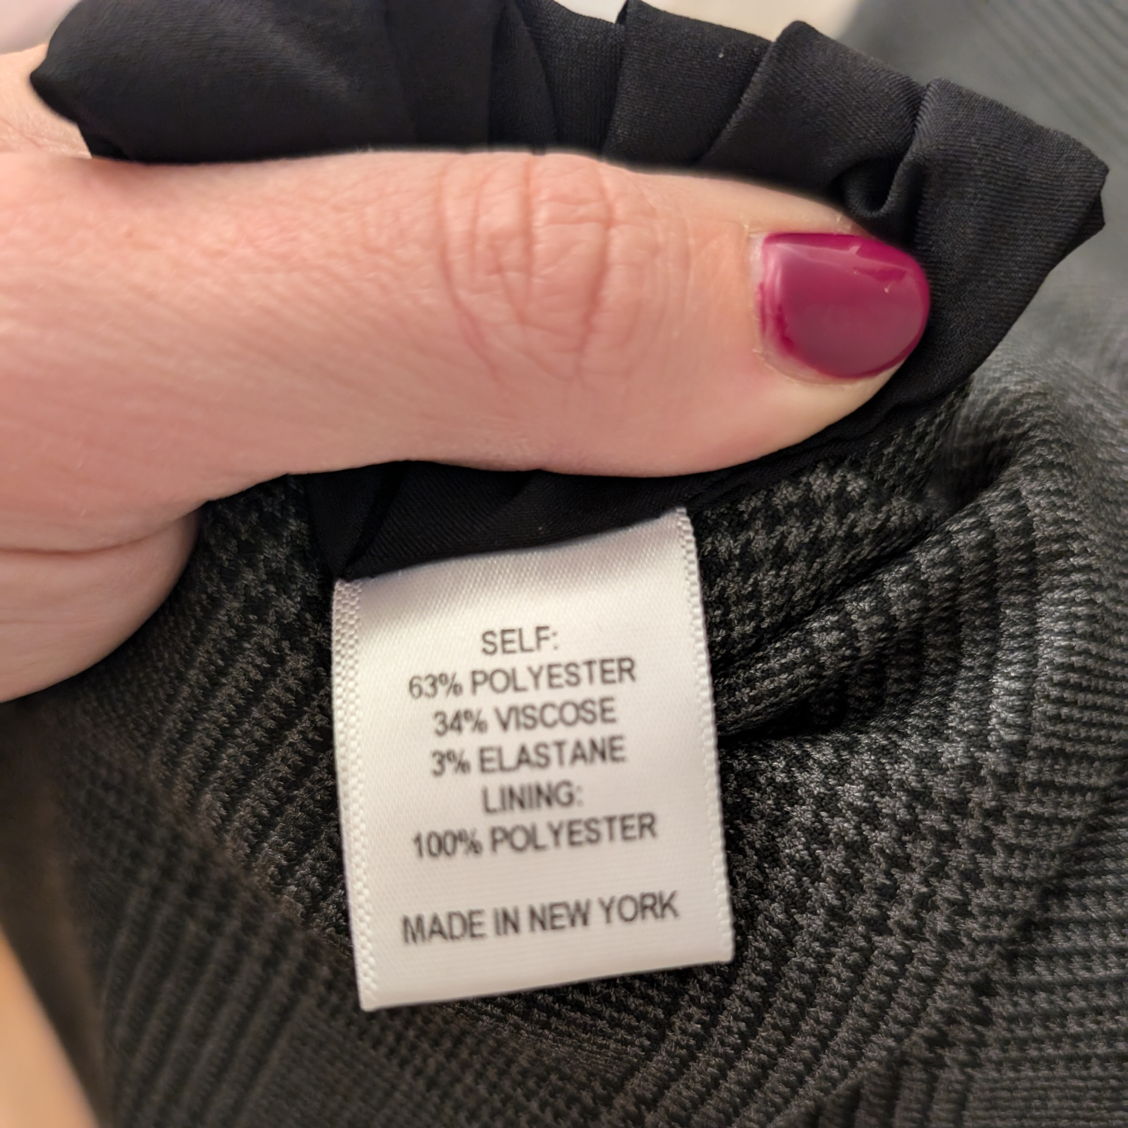 SELF:
63% POLYESTER
34% VISCOSE
3% ELASTANE
LINING:
100% POLYESTER
MADE IN NEW YORK